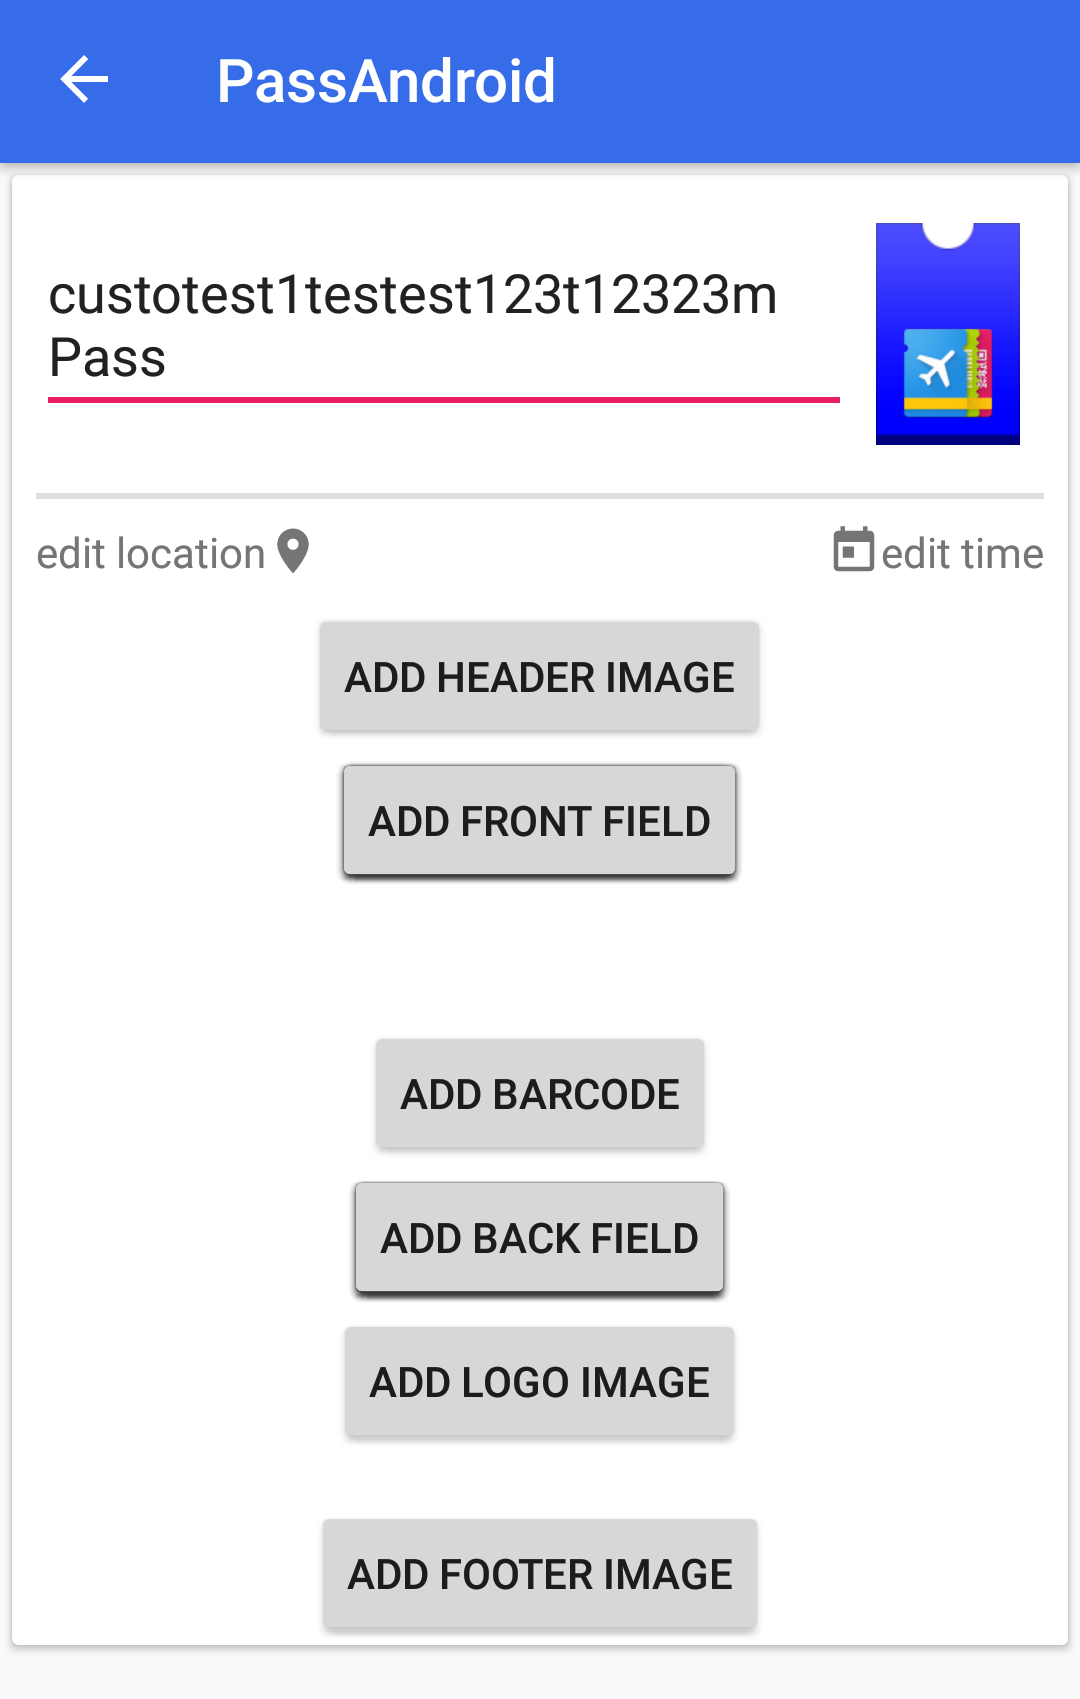 PassAndroid
custotest1testest123t12323m
Pass
edit location
edit time
ADD HEADER IMAGE
ADD FRONT FIELD
ADD BARCODE
ADD BACK FIELD
ADD LOGO IMAGE
ADD FOOTER IMAGE